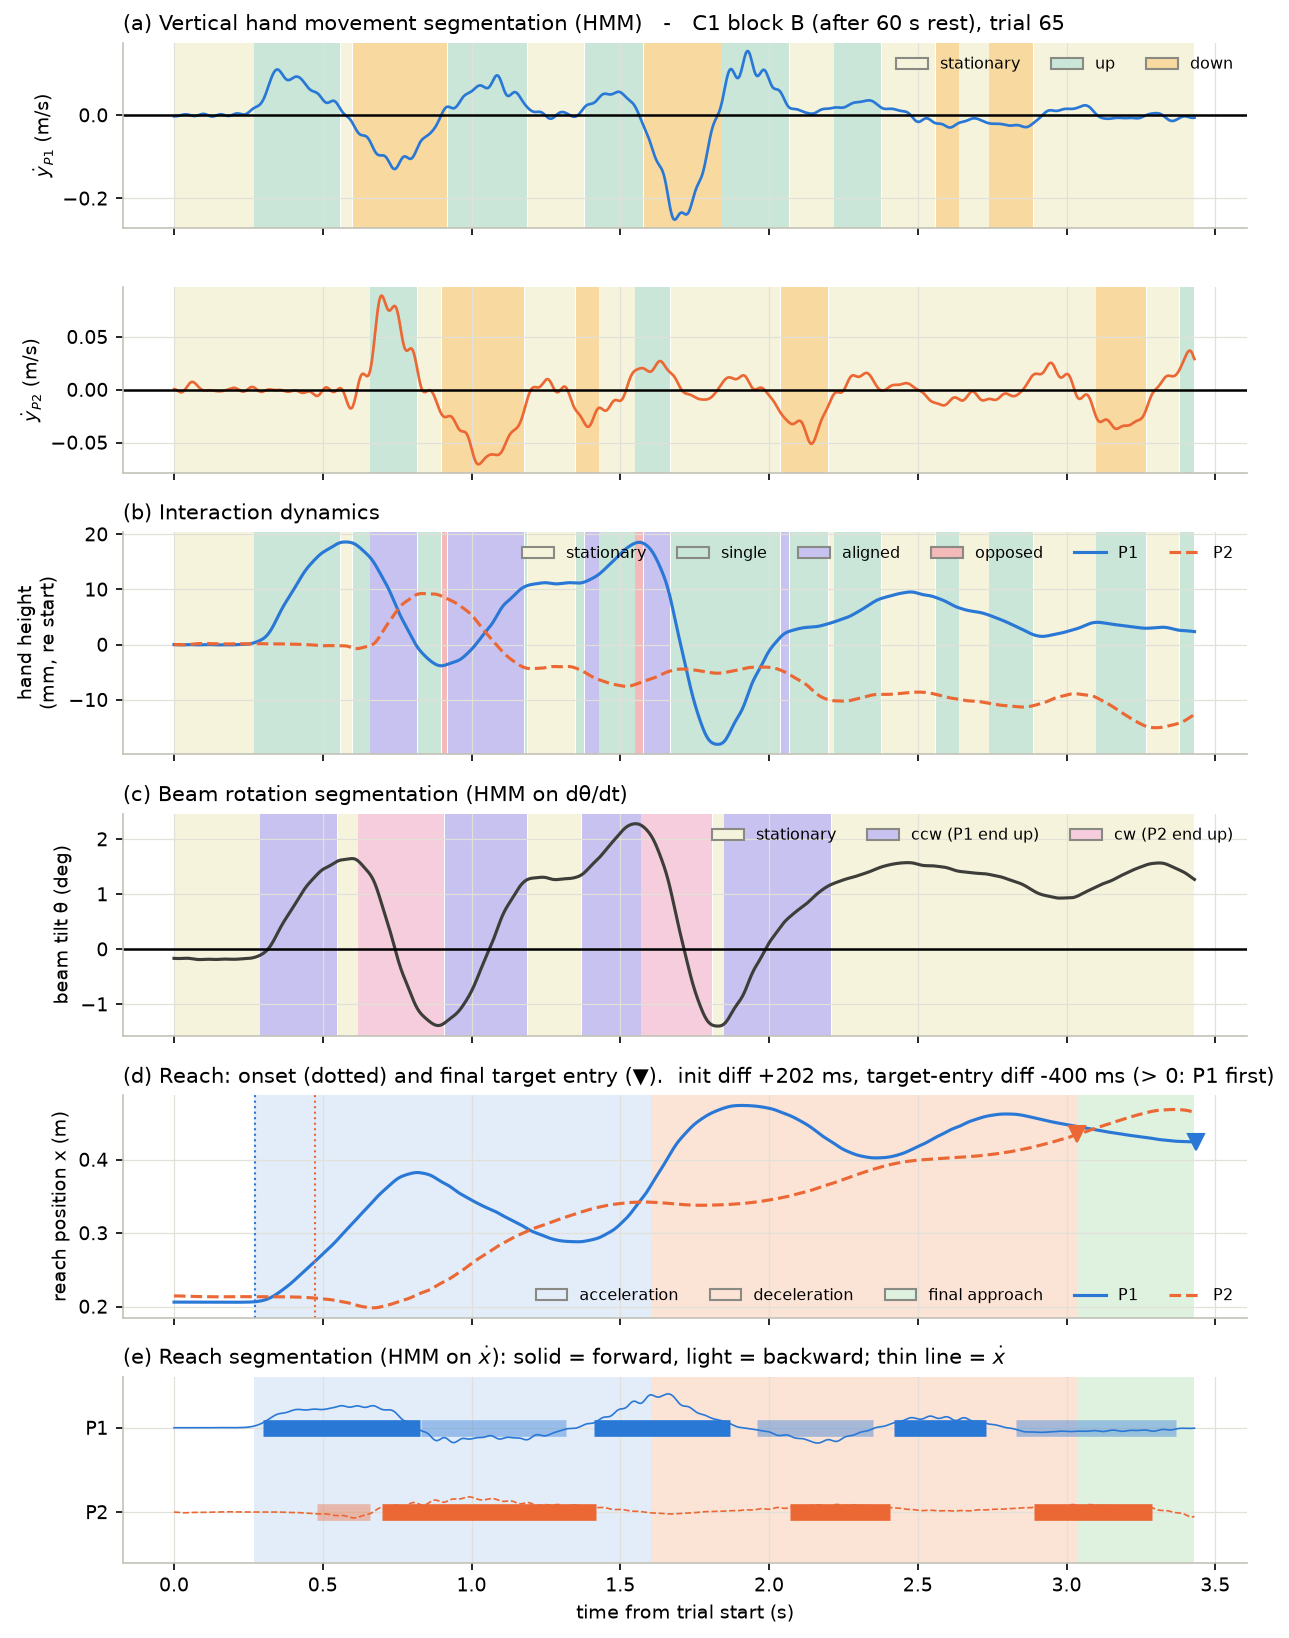 (a) Vertical hand movement segmentation (HMM)   -   C1 block B (after 60 s rest), trial 65
stationary up down
0.0
−0.2
ẏP1 (m/s)
0.05
0.00
−0.05
ẏP2 (m/s)
(b) Interaction dynamics
stationary single aligned opposed P1 P2
20
10
0
−10
hand height
(mm, re start)
(c) Beam rotation segmentation (HMM on dθ/dt)
stationary ccw (P1 end up) cw (P2 end up)
2
1
0
−1
beam tilt θ (deg)
(d) Reach: onset (dotted) and final target entry (▼).  init diff +202 ms, target-entry diff -400 ms (> 0: P1 first)
0.4
0.3
0.2
reach position x (m)
acceleration deceleration final approach P1 P2
(e) Reach segmentation (HMM on ẋ): solid = forward, light = backward; thin line = ẋ
P1
P2
0.0 0.5 1.0 1.5 2.0 2.5 3.0 3.5
time from trial start (s)